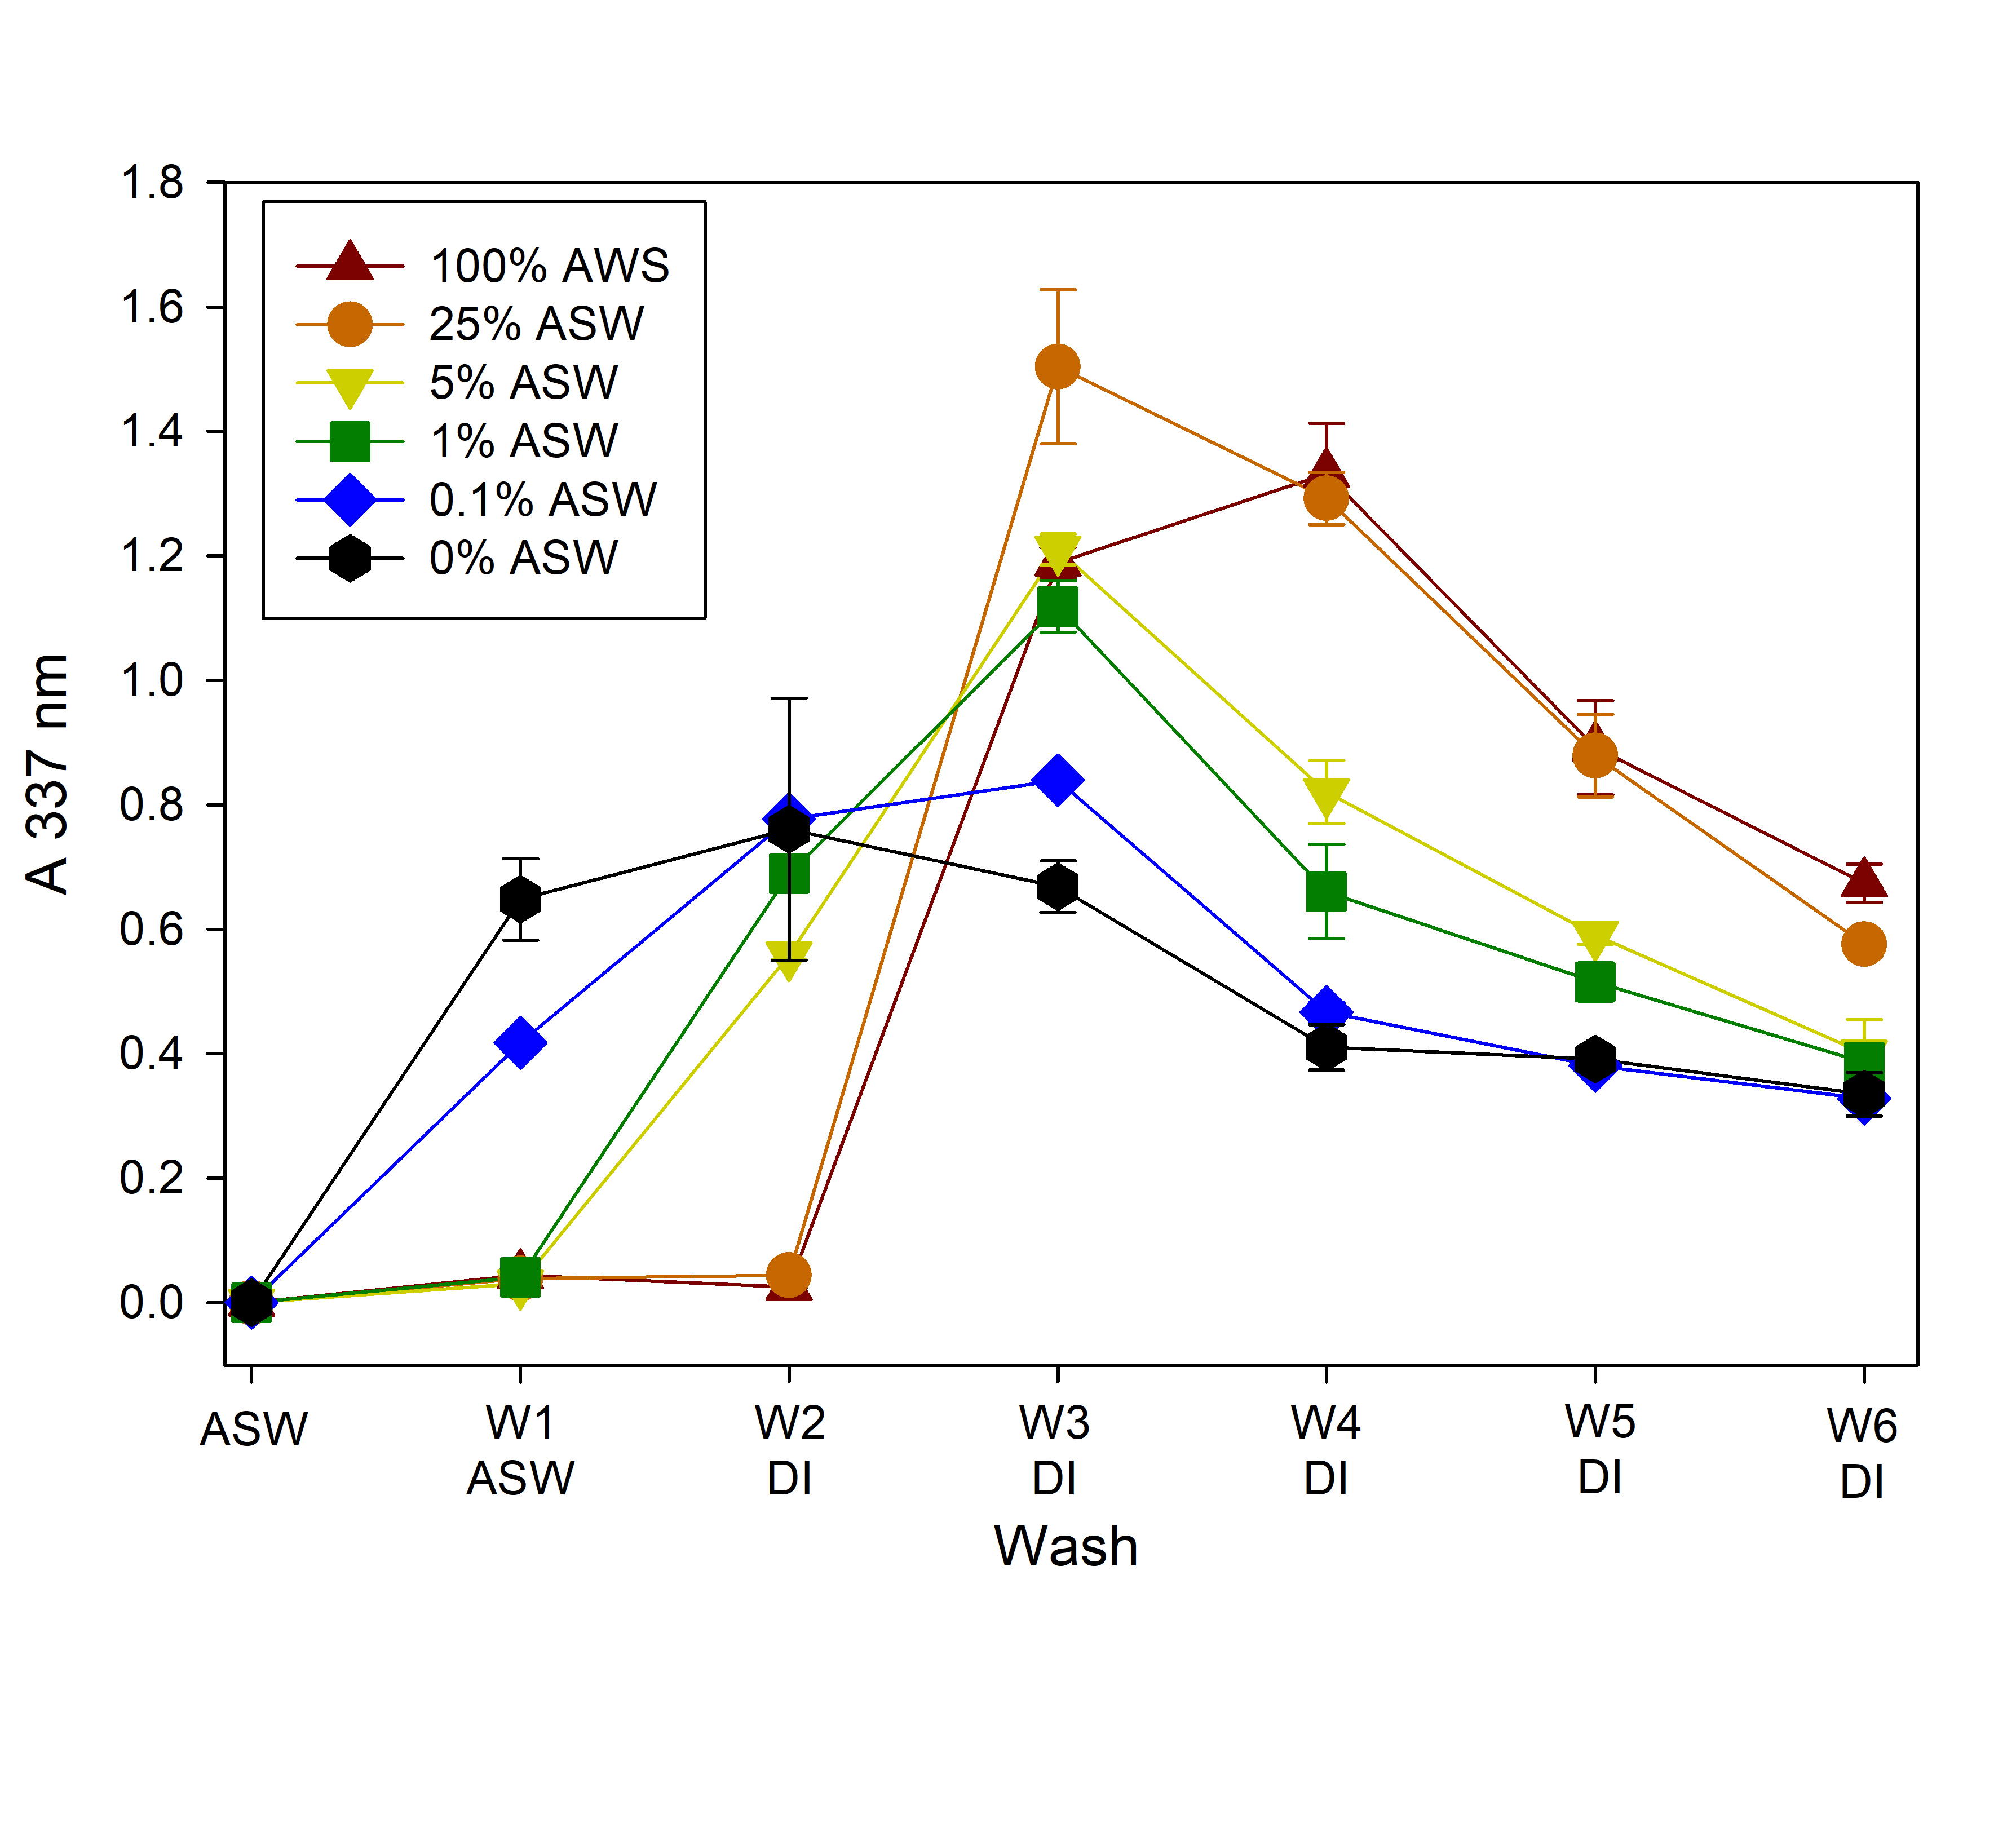 1.8
1.6
1.4
1.2
1.0
0.8
0.6
0.4
0.2
0.0
A 337 nm
100% AWS
25% ASW
5% ASW
1% ASW
0.1% ASW
0% ASW
ASW
W1
ASW
W2
DI
W3
DI
W4
DI
W5
DI
W6
DI
Wash